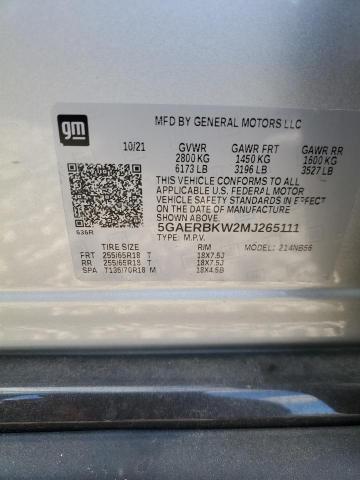 gm
MFD BY GENERAL MOTORS LLC
10/21 GVWR GAWR FRT GAWR RR
2800 KG 1450 KG 1600 KG
6173 LB 3196 LB 3527 LB
THIS VEHICLE CONFORMS TO ALL
APPLICABLE U.S. FEDERAL MOTOR
VEHICLE SAFETY STANDARDS IN EFFECT
ON THE DATE OF MANUFACTURE SHOWN ABOVE.
5GAERBKW2MJ265111
TYPE: M.P.V. MODEL: 214NB56
636R
TIRE SIZE RIM
FRT 255/65R18 T 18X7.5J
RR 255/65R18 T 18X7.5J
SPA T135/70R18 M 18X4.5B